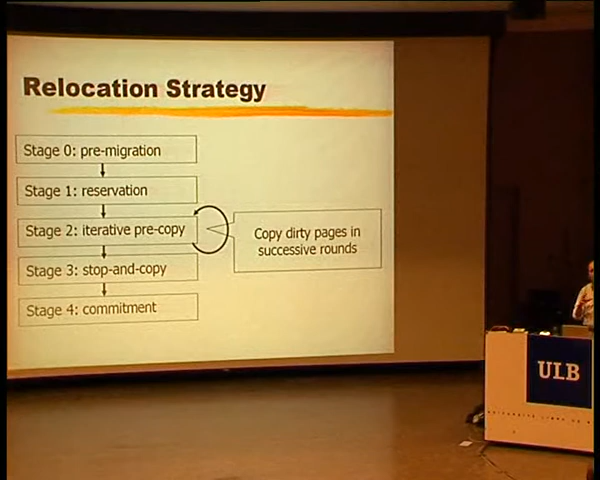 Relocation Strategy
Stage 0: pre-migration
Stage 1: reservation
Stage 2: iterative pre-copy
Copy dirty pages in
successive rounds
Stage 3: stop-and-copy
Stage 4: commitment
ULB